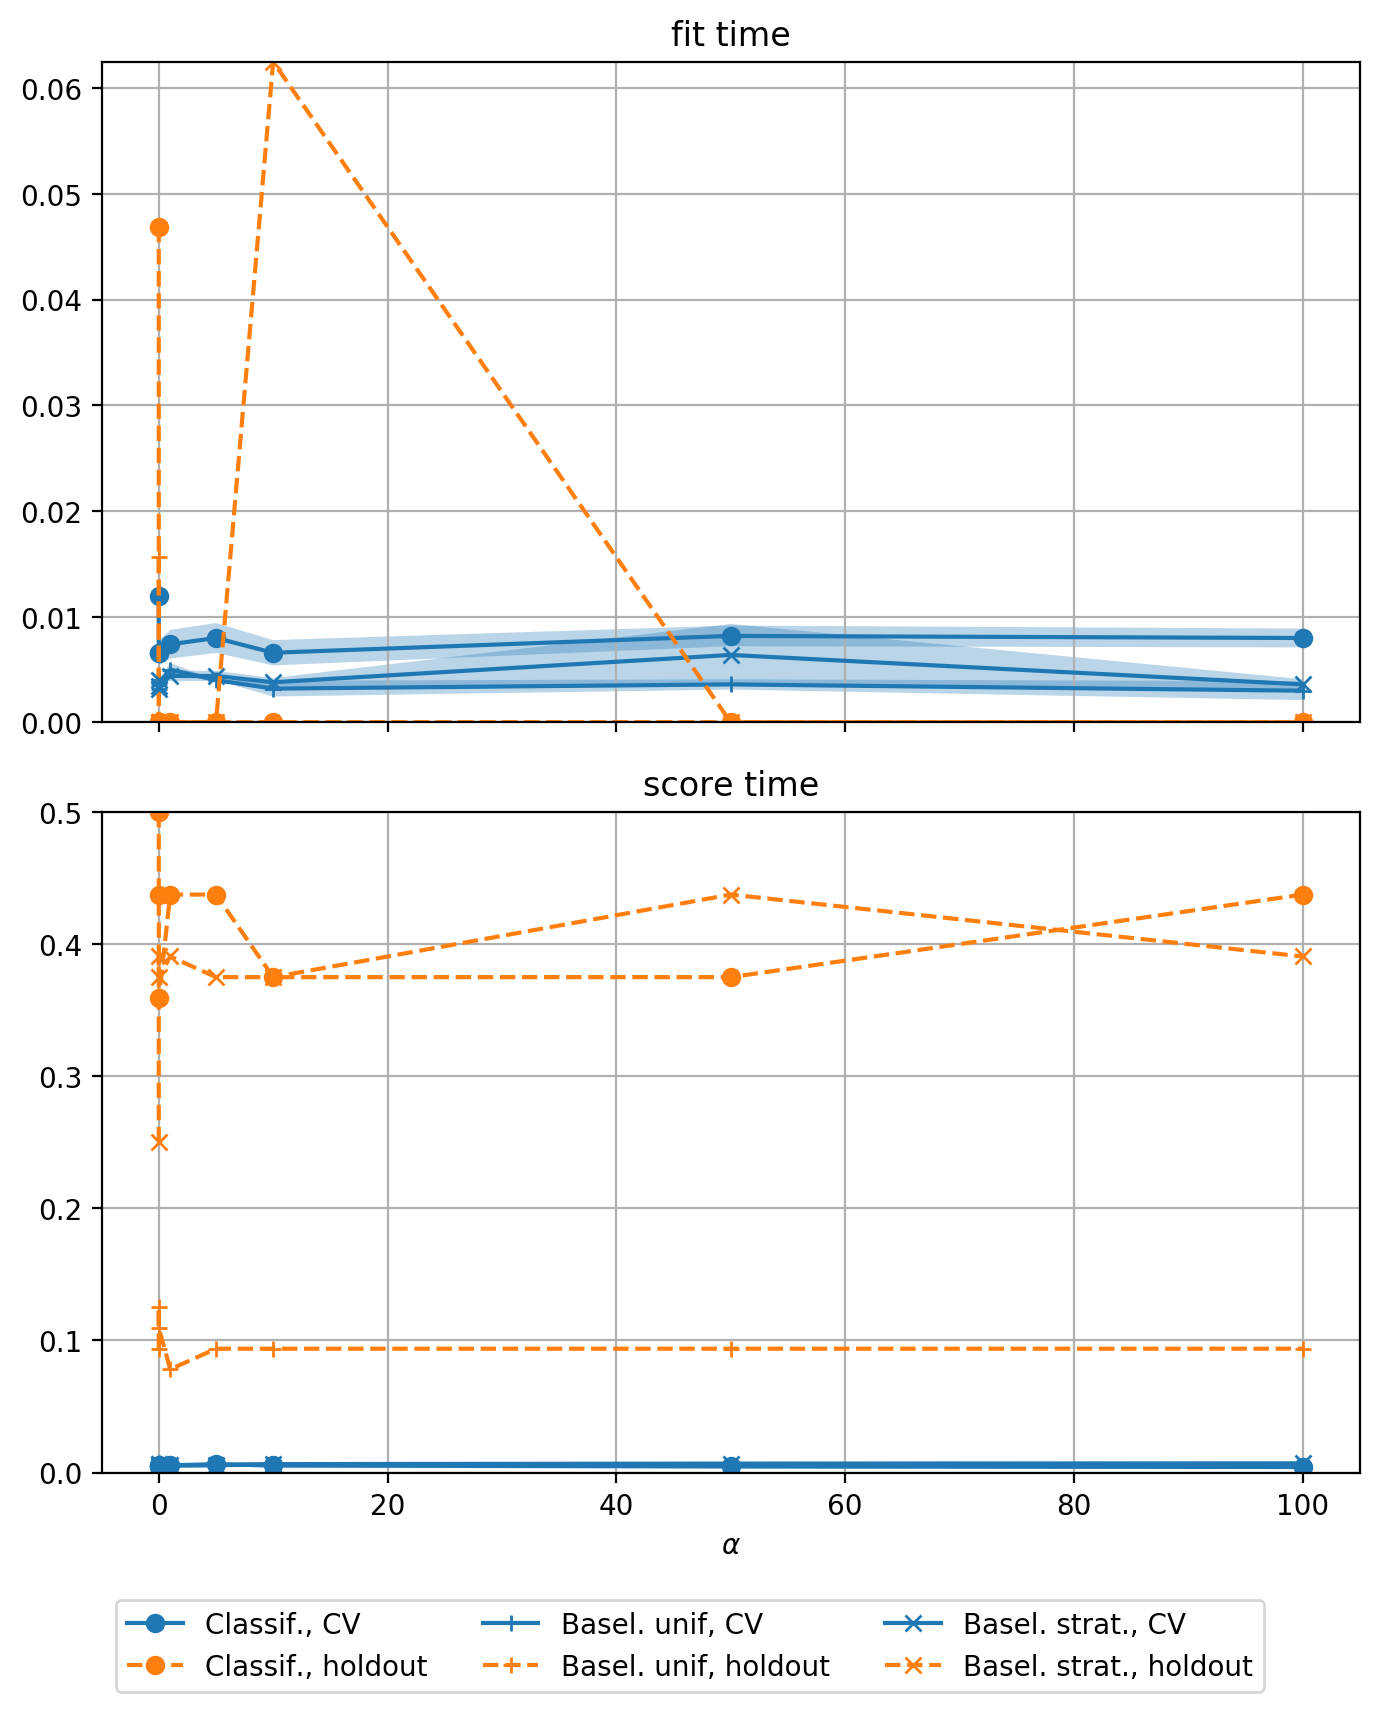 fit time
0.06
0.05
0.04
0.03
0.02
0.01
0.00
score time
0.5
0.4
0.3
0.2
0.1
0.0
0 20 40 60 80 100
α
Classif., CV Basel. unif, CV Basel. strat., CV
Classif., holdout Basel. unif, holdout Basel. strat., holdout